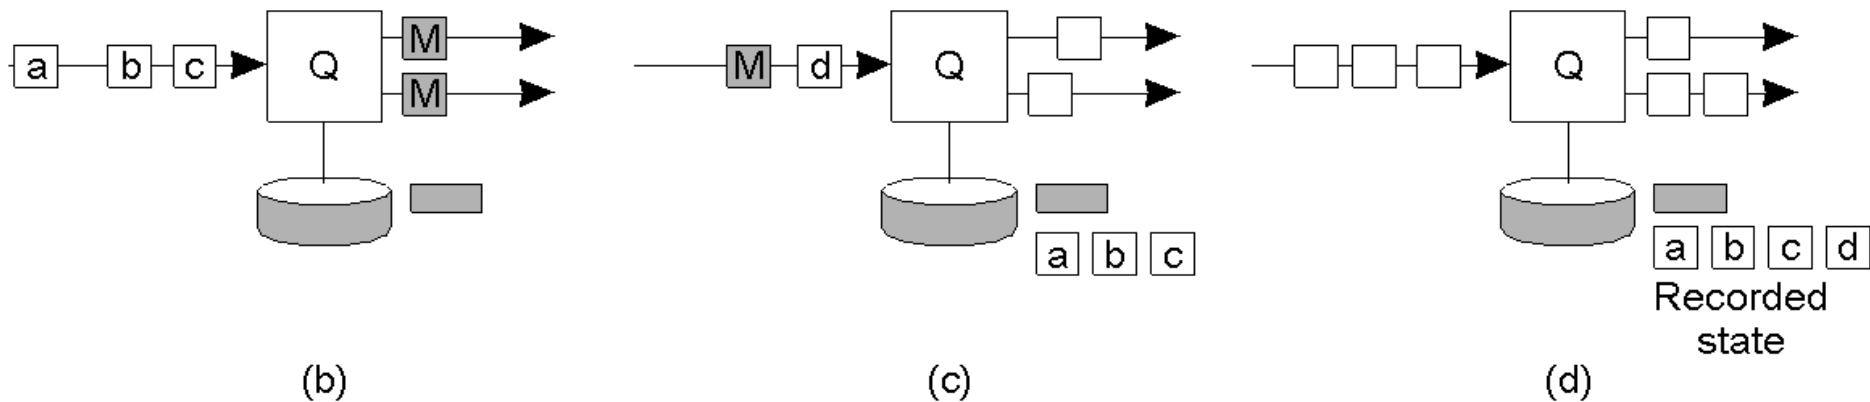 a b c Q M M
M d Q
Q
a b c
a b c d
Recorded
state
(b) (c) (d)